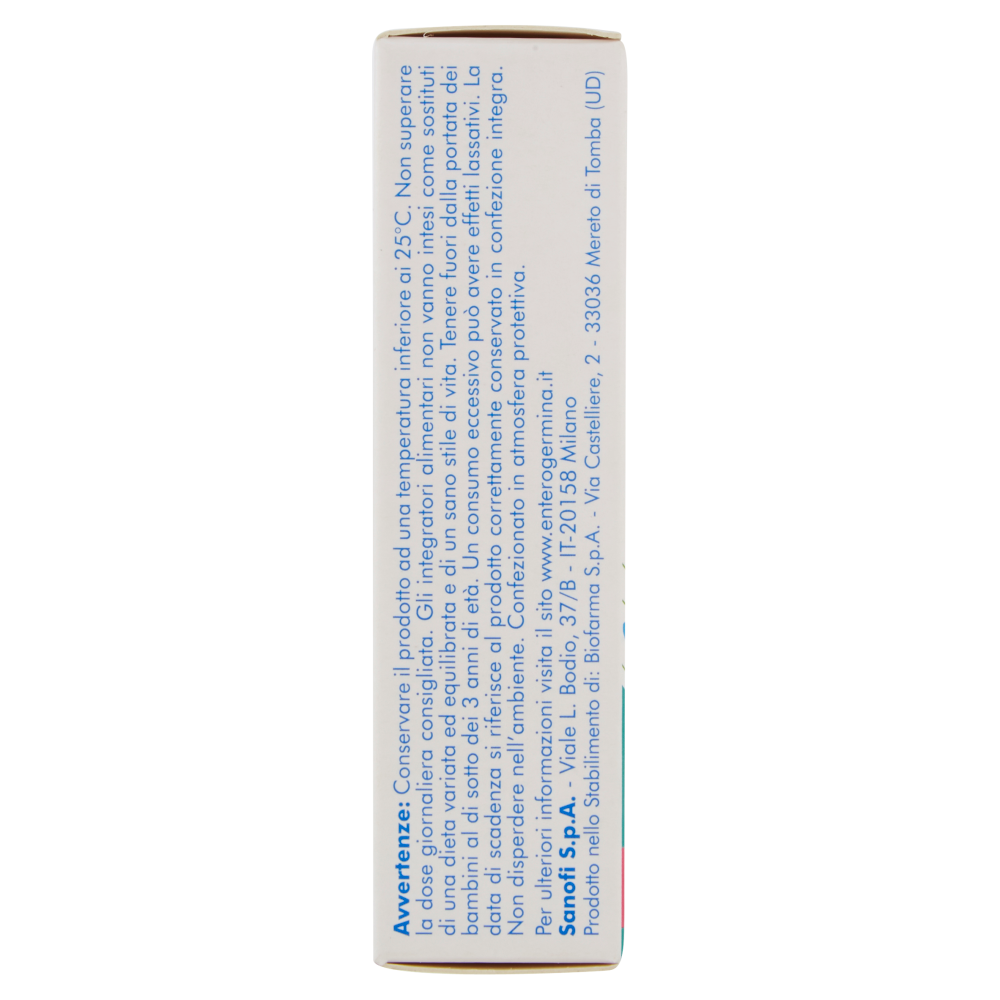 Avvertenze: Conservare il prodotto ad una temperatura inferiore ai 25°C. Non superare
la dose giornaliera consigliata. Gli integratori alimentari non vanno intesi come sostituti
di una dieta variata ed equilibrata e di un sano stile di vita. Tenere fuori dalla portata dei
bambini al di sotto dei 3 anni di età. Un consumo eccessivo può avere effetti lassativi. La
data di scadenza si riferisce al prodotto correttamente conservato in confezione integra.
Non disperdere nell'ambiente. Confezionato in atmosfera protettiva.
Per ulteriori informazioni visita il sito www.enterogermina.it
Sanofi S.p.A. - Viale L. Bodio, 37/B - IT-20158 Milano
Prodotto nello Stabilimento di: Biofarma S.p.A. - Via Castelliere, 2 - 33036 Mereto di Tomba (UD)